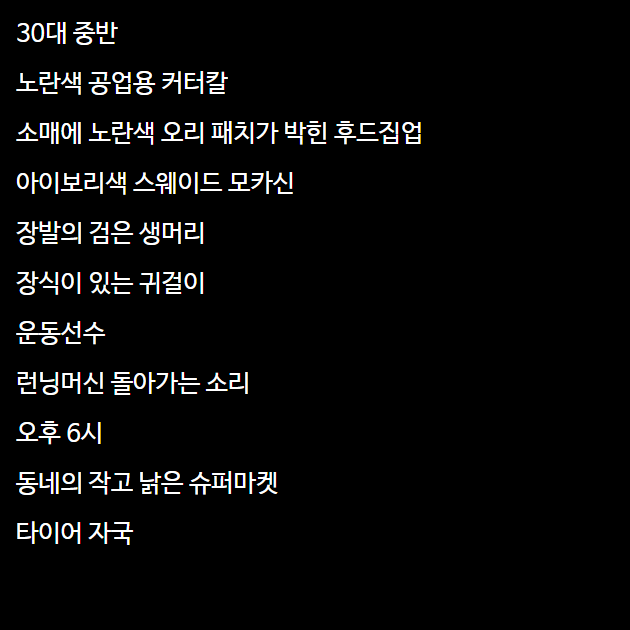 30대 중반
노란색 공업용 커터칼
소매에 노란색 오리 패치가 박힌 후드집업
아이보리색 스웨이드 모카신
장발의 검은 생머리
장식이 있는 귀걸이
운동선수
런닝머신 돌아가는 소리
오후 6시
동네의 작고 낡은 슈퍼마켓
타이어 자국